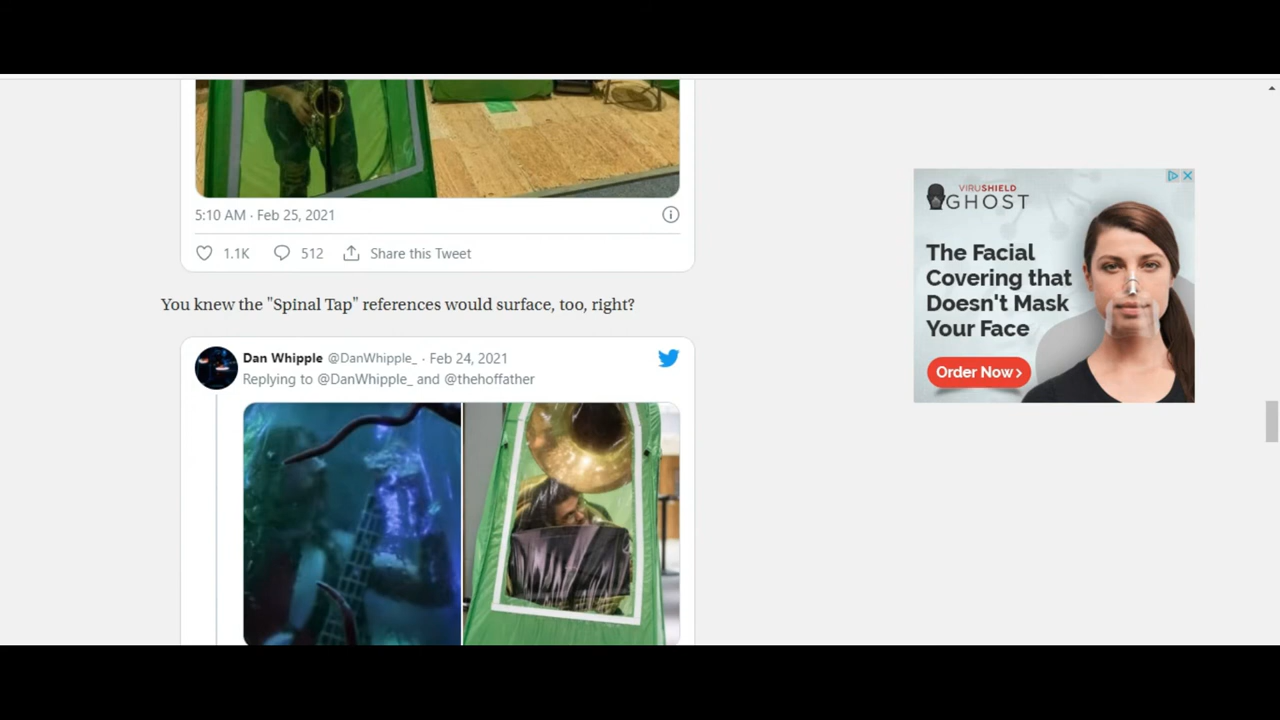 5:10 AM · Feb 25, 2021
1.1K 512 Share this Tweet
You knew the "Spinal Tap" references would surface, too, right?
Dan Whipple @DanWhipple_ · Feb 24, 2021
Replying to @DanWhipple_ and @thehoffather
VIRUSHIELD
GHOST
The Facial
Covering that
Doesn't Mask
Your Face
Order Now ›